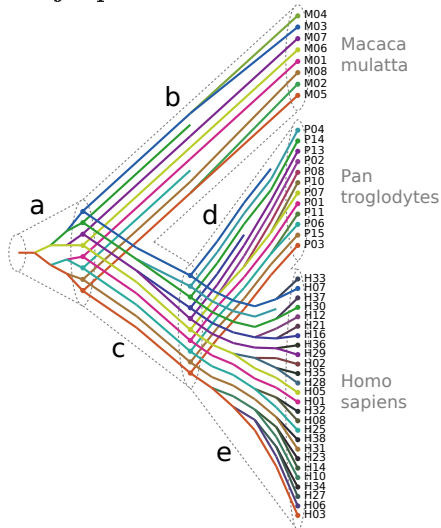 M04
M03
M07
M06
M01
M08
M02
M05
Macaca
mulatta
b
P04
P14
P13
P02
P08
P10
P07
P01
P11
P06
P15
P03
Pan
troglodytes
a
d
H33
H07
H37
H30
H12
H21
H16
H36
H29
H02
H35
H28
H05
H01
H32
H08
H25
H38
H31
H23
H14
H10
H34
H27
H06
H03
Homo
sapiens
c
e